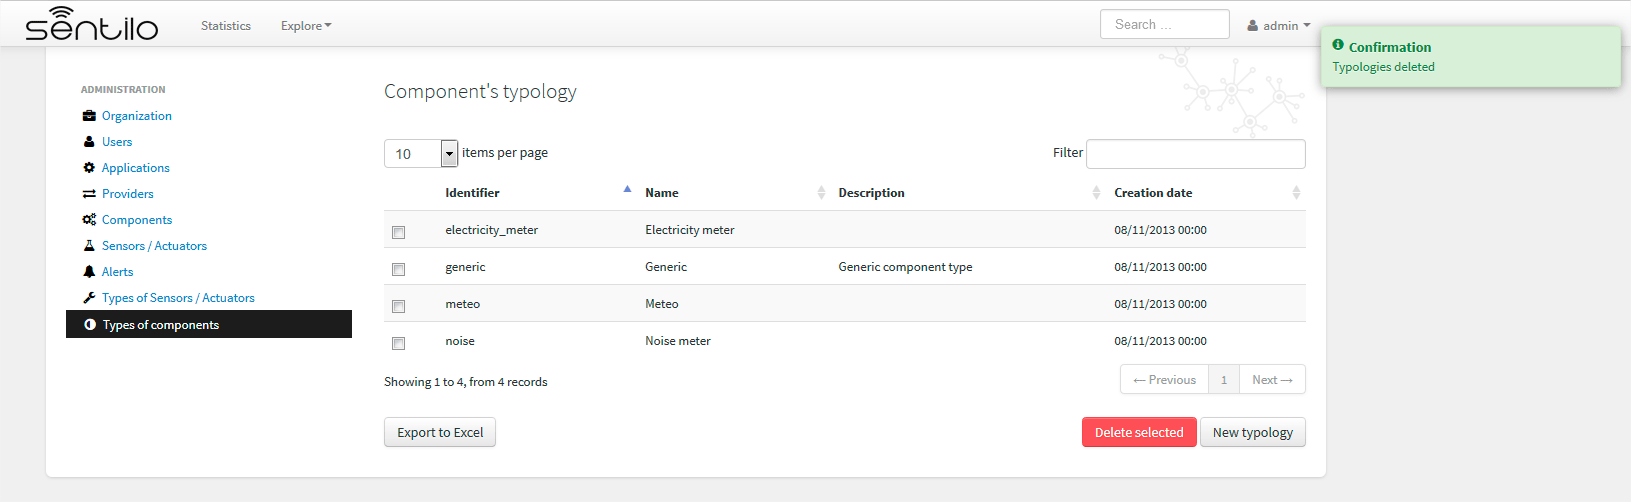 sentilo
Statistics
Explore
Search ...
admin
Confirmation
Typologies deleted
ADMINISTRATION
Organization
Users
Applications
Providers
Components
Sensors / Actuators
Alerts
Types of Sensors / Actuators
Types of components
Component's typology
10 items per page
Filter
Identifier Name Description Creation date
electricity_meter Electricity meter 08/11/2013 00:00
generic Generic Generic component type 08/11/2013 00:00
meteo Meteo 08/11/2013 00:00
noise Noise meter 08/11/2013 00:00
Showing 1 to 4, from 4 records
← Previous 1 Next →
Export to Excel
Delete selected
New typology